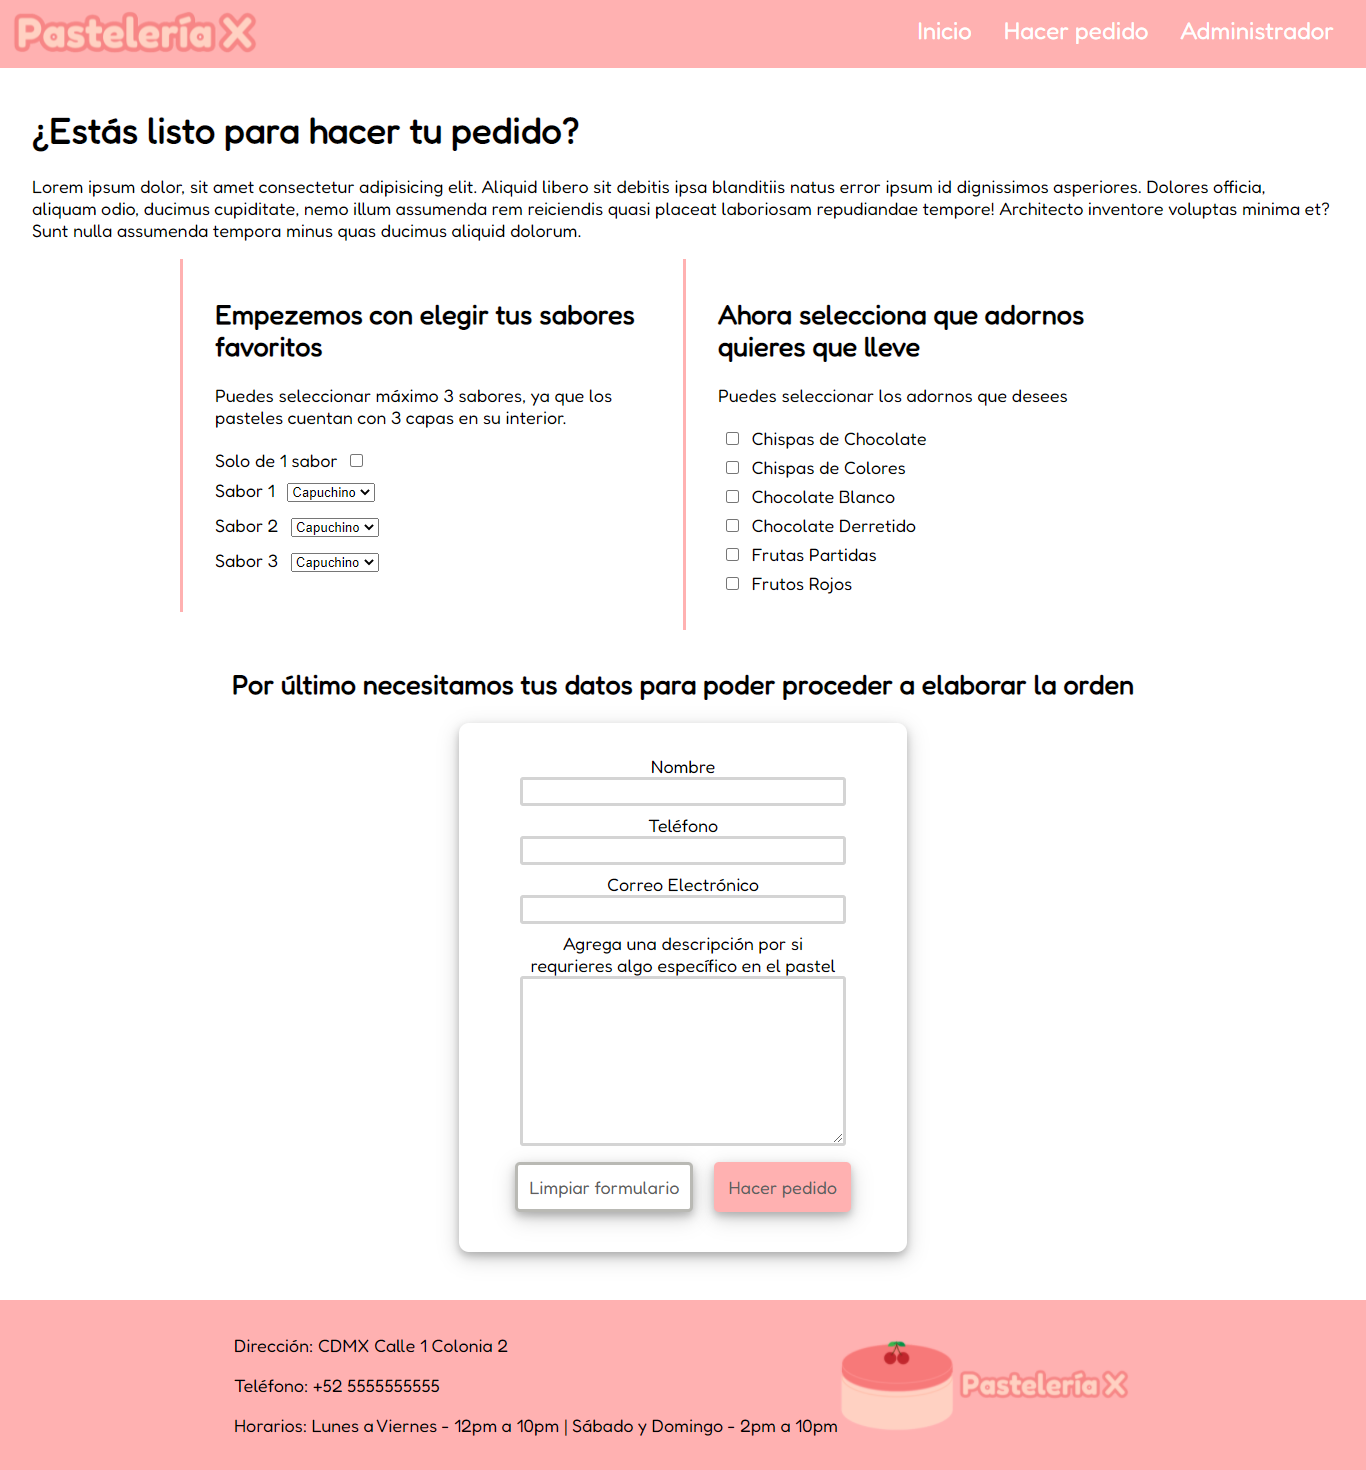 Pastelería X
Inicio
Hacer pedido
Administrador
¿Estás listo para hacer tu pedido?
Lorem ipsum dolor, sit amet consectetur adipisicing elit. Aliquid libero sit debitis ipsa blanditiis natus error ipsum id dignissimos asperiores. Dolores officia,
aliquam odio, ducimus cupiditate, nemo illum assumenda rem reiciendis quasi placeat laboriosam repudiandae tempore! Architecto inventore voluptas minima et?
Sunt nulla assumenda tempora minus quas ducimus aliquid dolorum.
Empezemos con elegir tus sabores
favoritos
Puedes seleccionar máximo 3 sabores, ya que los
pasteles cuentan con 3 capas en su interior.
Solo de 1 sabor
Sabor 1 Capuchino
Sabor 2 Capuchino
Sabor 3 Capuchino
Ahora selecciona que adornos
quieres que lleve
Puedes seleccionar los adornos que desees
Chispas de Chocolate
Chispas de Colores
Chocolate Blanco
Chocolate Derretido
Frutas Partidas
Frutos Rojos
Por último necesitamos tus datos para poder proceder a elaborar la orden
Nombre
Teléfono
Correo Electrónico
Agrega una descripción por si
requrieres algo específico en el pastel
Limpiar formulario
Hacer pedido
Dirección: CDMX Calle 1 Colonia 2
Teléfono: +52 5555555555
Horarios: Lunes a Viernes - 12pm a 10pm | Sábado y Domingo - 2pm a 10pm
Pastelería X